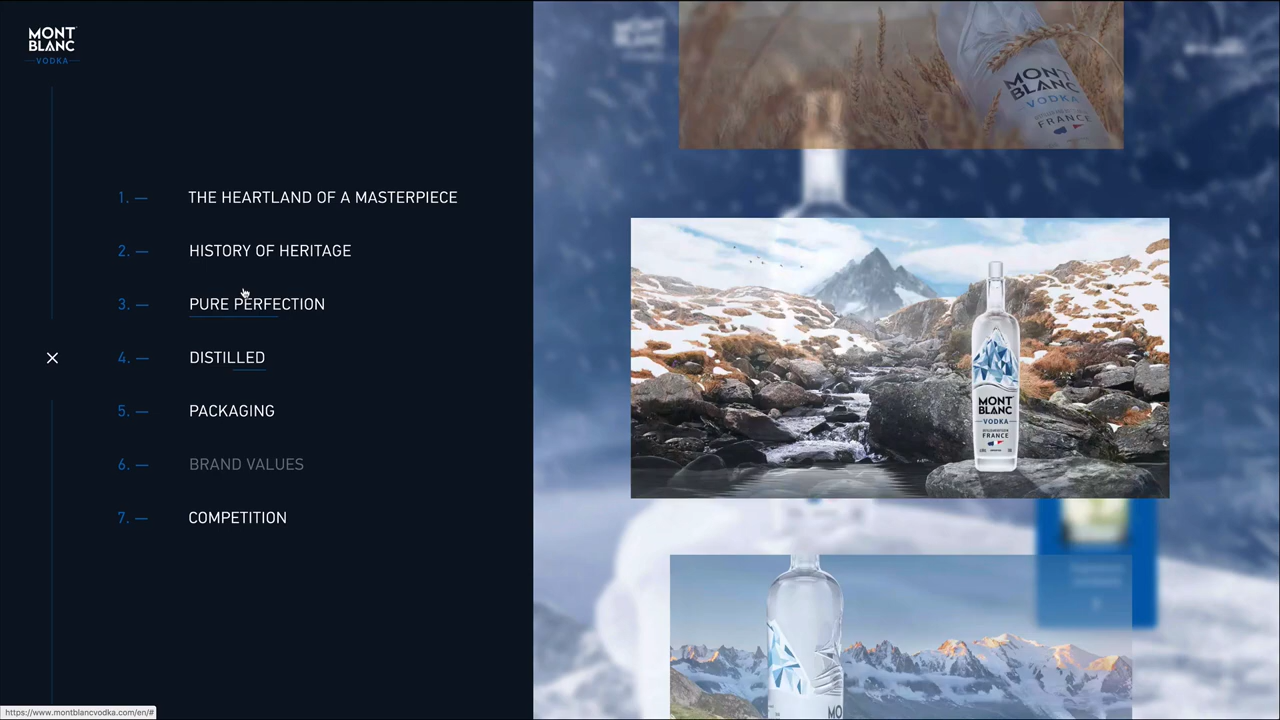 MONT
BLANC
VODKA
1. — THE HEARTLAND OF A MASTERPIECE
2. — HISTORY OF HERITAGE
3. — PURE PERFECTION
4. — DISTILLED
5. — PACKAGING
6. — BRAND VALUES
7. — COMPETITION
MONT
BLANC
VODKA
FRANCE
MONT
BLANC
VODKA
FRANCE
MO
https://www.montblancvodka.com/en/#